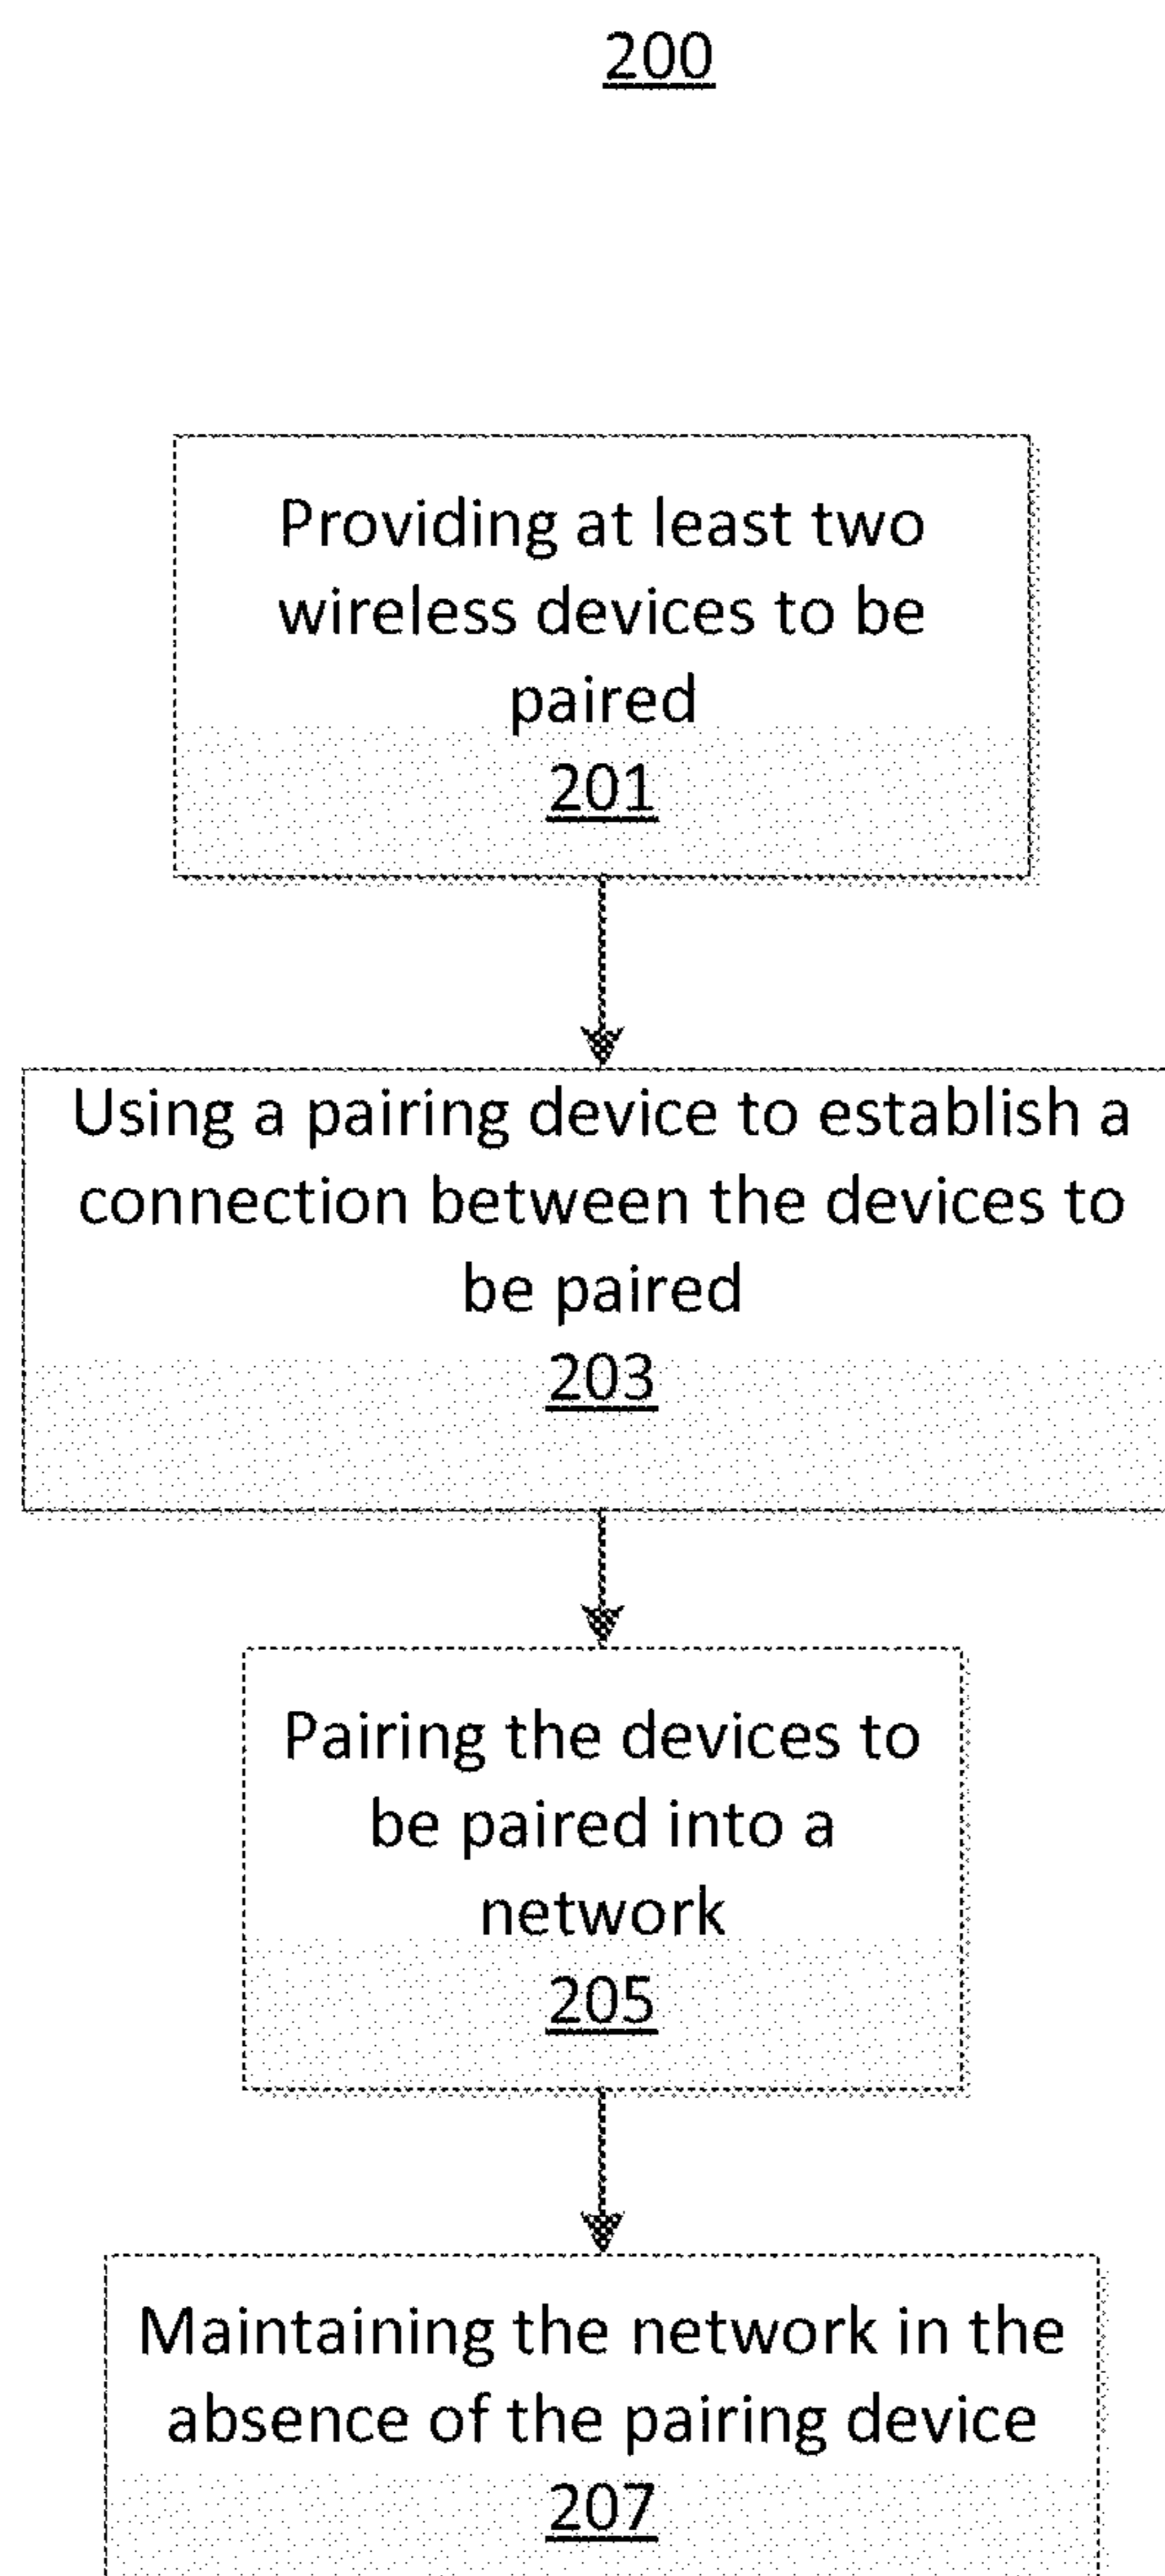 200
Providing at least two
wireless devices to be
paired
201
Using a pairing device to establish a
connection between the devices to
be paired
203
Pairing the devices to
be paired into a
network
205
Maintaining the network in the
absence of the pairing device
207